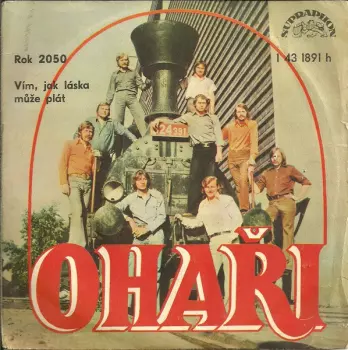 Rok 2050
Vím, jak láska
může plát
SUPRAPHON
1 43 1891 h
OHAŘI